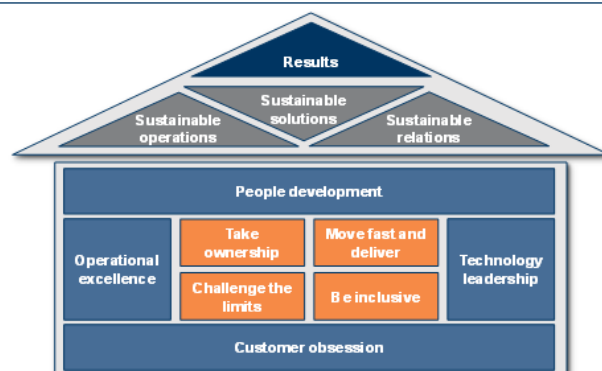 Results
Sustainable
solutions
Sustainable
operations
Sustainable
relations
People development
Operational
excellence
Take
ownership
Move fast and
deliver
Technology
leadership
Challenge the
limits
Be inclusive
Customer obsession